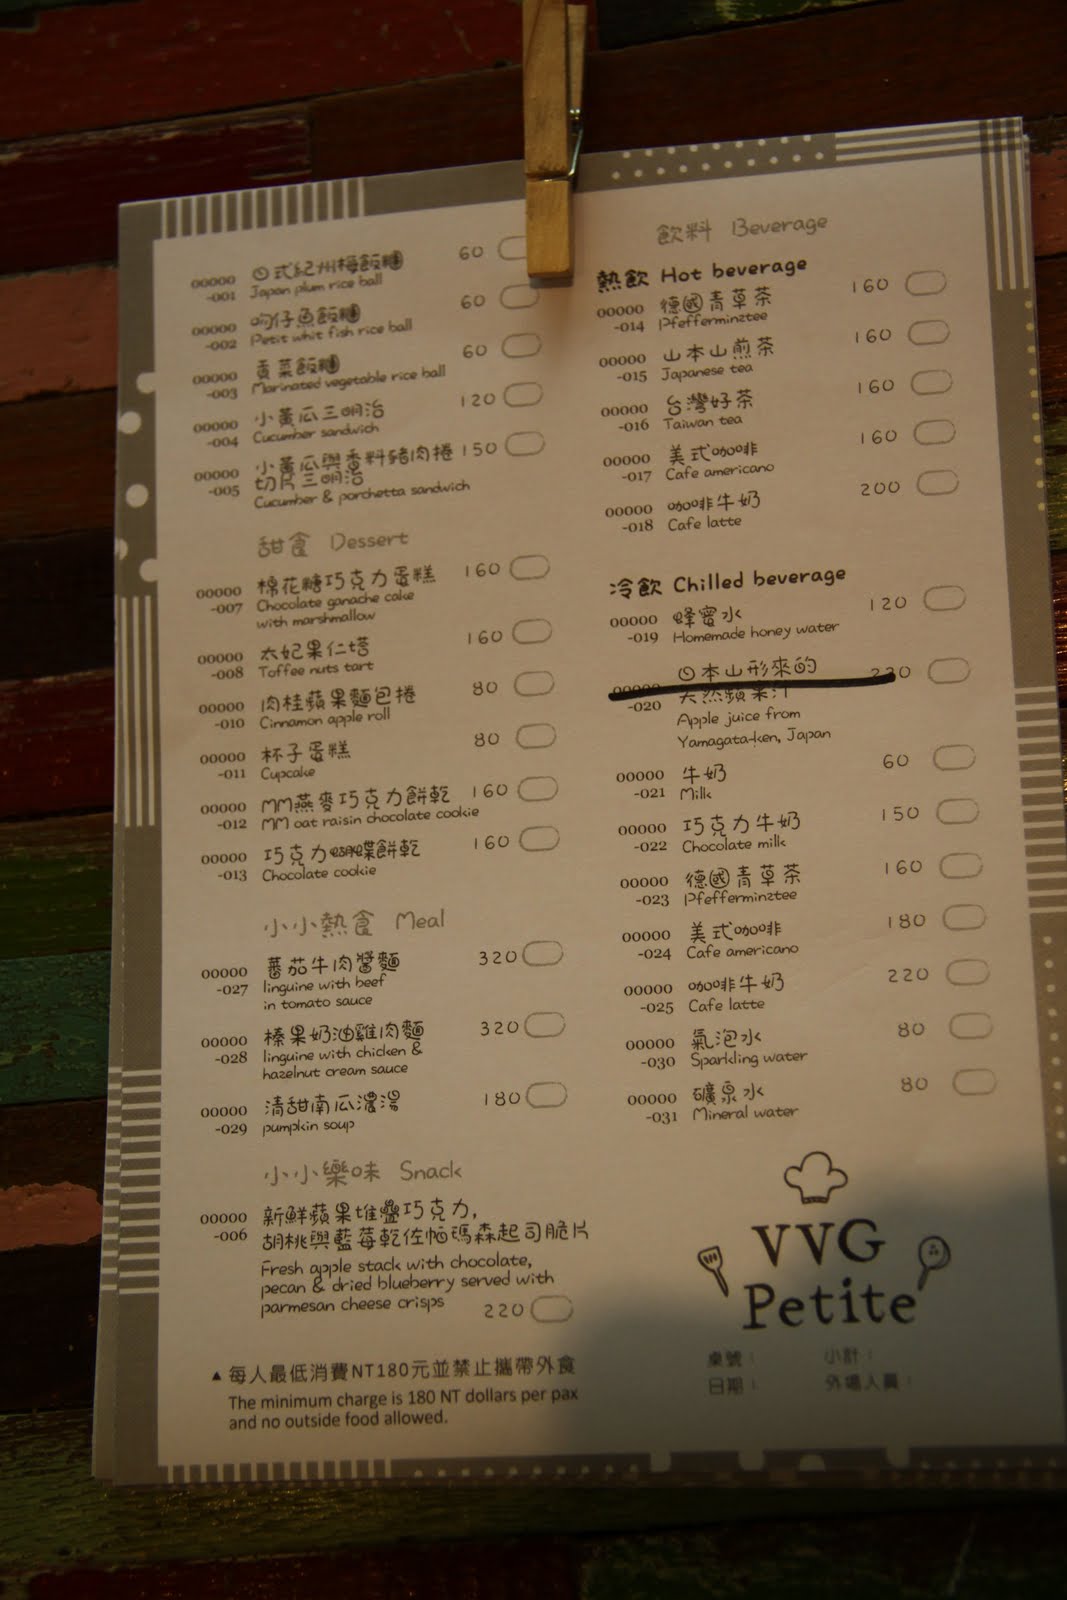 00000 日式紀州梅飯糰 60
-001 Japan plum rice ball
00000 吻仔魚飯糰 60
-002 Petit whit fish rice ball
00000 貢菜飯糰 60
-003 Marinated vegetable rice ball
00000 小黃瓜三明治 120
-004 Cucumber sandwich
00000 小黃瓜與香料豬肉捲 150
-005 切片三明治
Cucumber & porchetta sandwich
甜食 Dessert
00000 棉花糖巧克力蛋糕 160
-007 Chocolate ganache cake
with marshmallow
00000 太妃果仁塔 160
-008 Toffee nuts tart
00000 肉桂蘋果麵包捲 80
-010 Cinnamon apple roll
00000 杯子蛋糕 80
-011 Cupcake
00000 MM燕麥巧克力餅乾 160
-012 MM oat raisin chocolate cookie
00000 巧克力蝴蝶餅乾 160
-013 Chocolate cookie
小小熱食 Meal
00000 蕃茄牛肉醬麵 320
-027 linguine with beef
in tomato sauce
00000 榛果奶油雞肉麵 320
-028 linguine with chicken &
hazelnut cream sauce
00000 清甜南瓜濃湯 180
-029 pumpkin soup
小小樂味 Snack
00000 新鮮蘋果堆疊巧克力,
-006 胡桃與藍莓乾佐帕瑪森起司脆片
Fresh apple stack with chocolate,
pecan & dried blueberry served with
parmesan cheese crisps 220
▲每人最低消費NT180元並禁止攜帶外食
The minimum charge is 180 NT dollars per pax
and no outside food allowed.
飲料 Beverage
熱飲 Hot beverage
00000 德國青草茶 160
-014 Pfefferminztee
00000 山本山煎茶 160
-015 Japanese tea
00000 台灣好茶 160
-016 Taiwan tea
00000 美式咖啡 160
-017 Cafe americano
00000 咖啡牛奶 200
-018 Cafe latte
冷飲 Chilled beverage
00000 蜂蜜水 120
-019 Homemade honey water
00000 日本山形來的 220
-020 天然蘋果汁
Apple juice from
Yamagata-ken, Japan
00000 牛奶 60
-021 Milk
00000 巧克力牛奶 150
-022 Chocolate milk
00000 德國青草茶 160
-023 Pfefferminztee
00000 美式咖啡 180
-024 Cafe americano
00000 咖啡牛奶 220
-025 Cafe latte
00000 氣泡水 80
-030 Sparkling water
00000 礦泉水 80
-031 Mineral water
VVG
Petite
桌號: 小計:
日期: 外場人員: